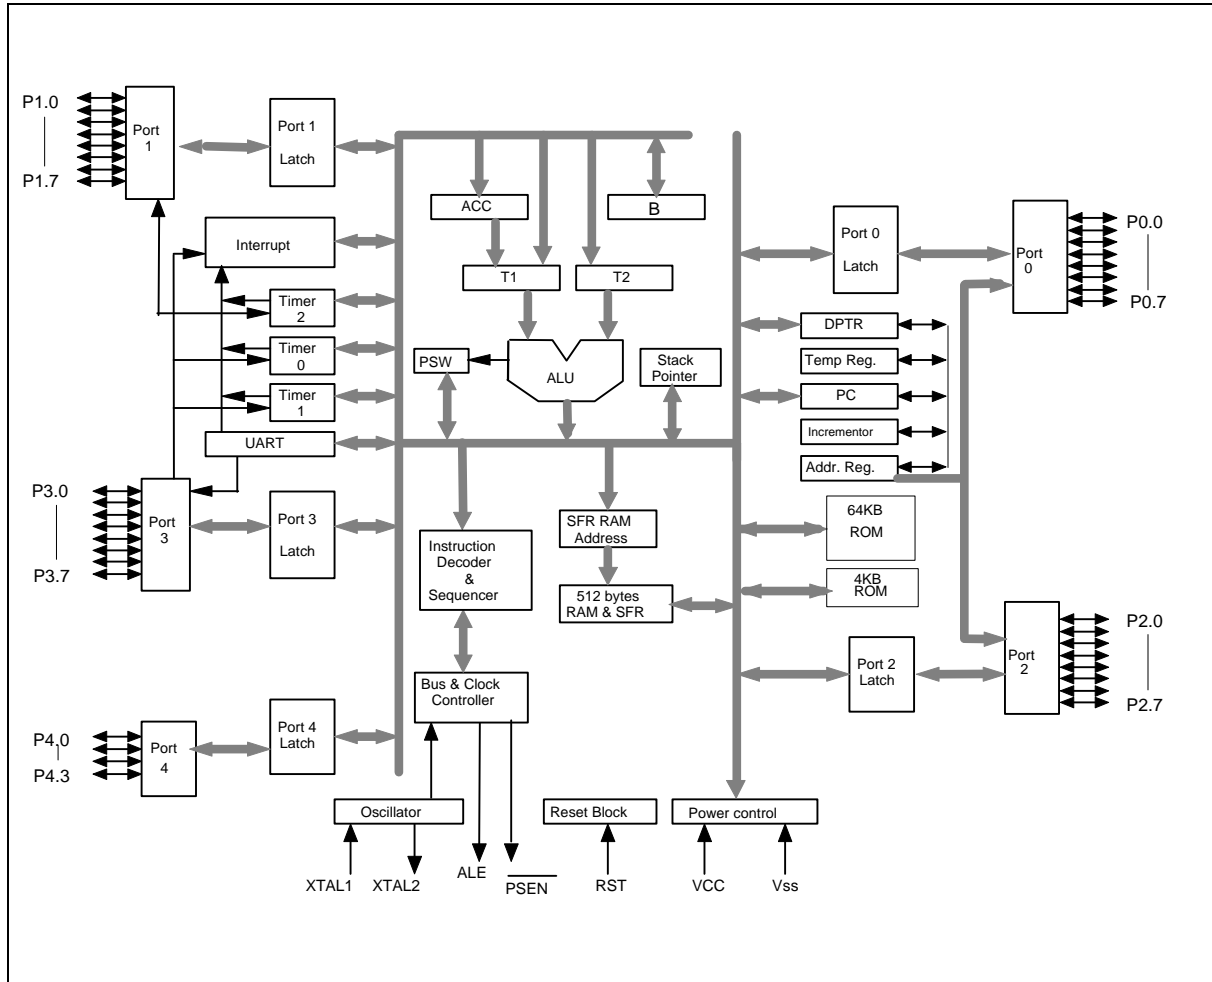 P1.0
P1.7
Port
1
Port 1
Latch
Interrupt
Timer
2
Timer
0
Timer
1
UART
P3.0
P3.7
Port
3
Port 3
Latch
P4.0
P4.3
Port
4
Port 4
Latch
ACC
B
T1
T2
PSW
ALU
Stack
Pointer
Instruction
Decoder
&
Sequencer
SFR RAM
Address
512 bytes
RAM & SFR
Bus & Clock
Controller
Oscillator
Reset Block
Power control
XTAL1
XTAL2
ALE
PSEN
RST
VCC
Vss
Port 0
Latch
Port
0
P0.0
P0.7
DPTR
Temp Reg.
PC
Incrementor
Addr. Reg.
64KB
ROM
4KB
ROM
Port 2
Latch
Port
2
P2.0
P2.7